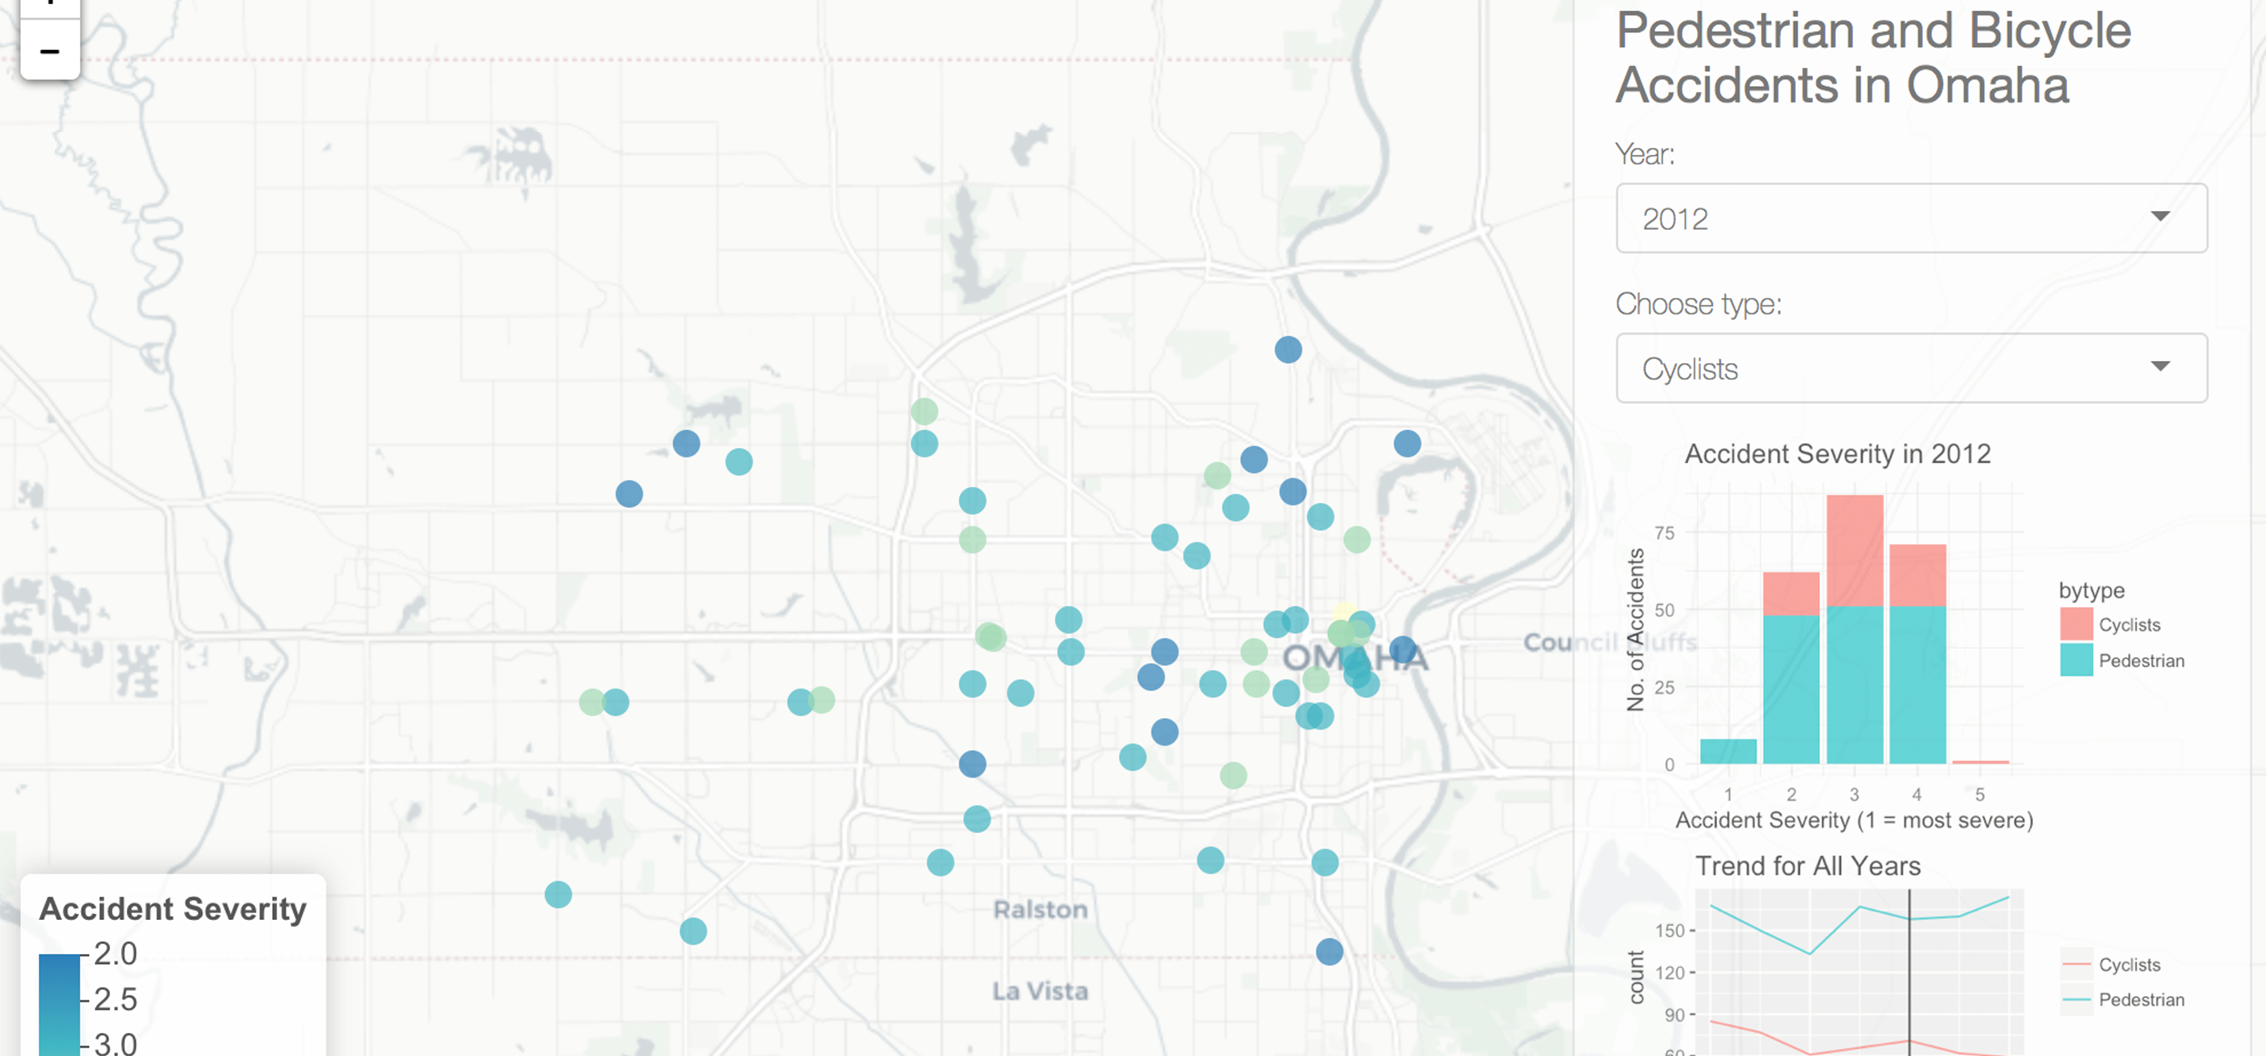 −
Pedestrian and Bicycle
Accidents in Omaha
Year:
2012
Choose type:
Cyclists
Accident Severity in 2012
75
50
25
0
No. of Accidents
1 2 3 4 5
Accident Severity (1 = most severe)
bytype
Cyclists
Pedestrian
Trend for All Years
150
120
90
60
count
Cyclists
Pedestrian
OMAHA
Council Bluffs
Ralston
La Vista
Accident Severity
2.0
2.5
3.0